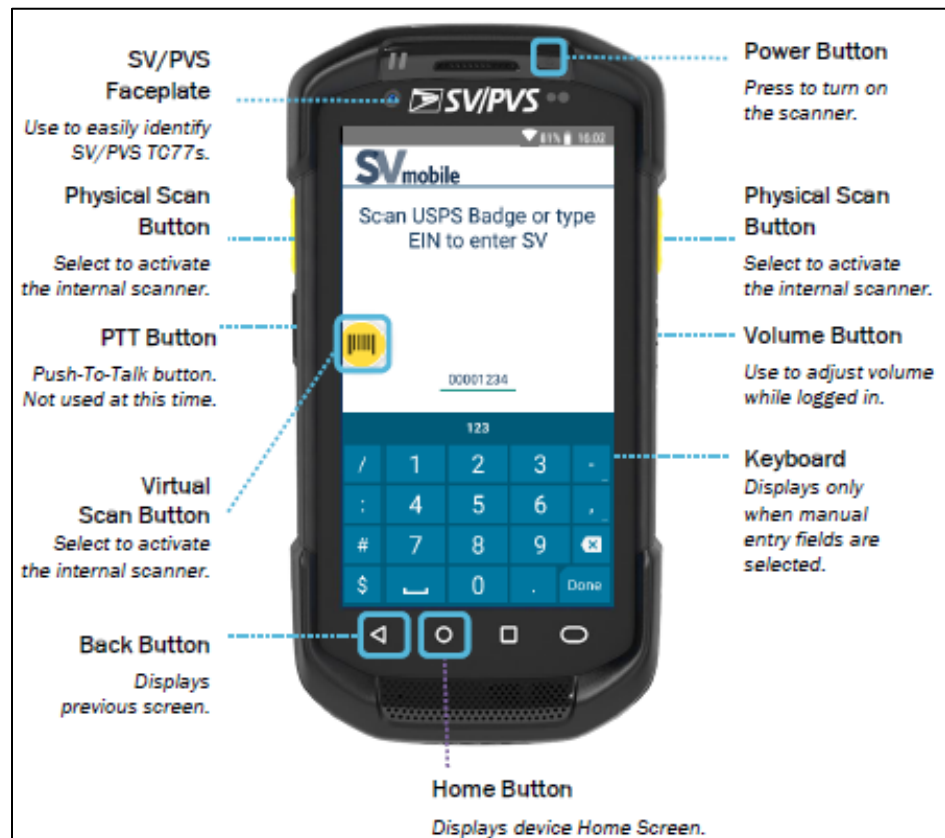 SV/PVS
Faceplate
Use to easily identify
SV/PVS TC77s.
Physical Scan
Button
Select to activate
the internal scanner.
PTT Button
Push-To-Talk button.
Not used at this time.
Virtual
Scan Button
Select to activate
the internal scanner.
Back Button
Displays
previous screen.
SV/PVS
81% 16:02
SVmobile
Scan USPS Badge or type
EIN to enter SV
00001234
123
/ 1 2 3 -
: 4 5 6 ,
# 7 8 9
$ 0 . Done
Power Button
Press to turn on
the scanner.
Physical Scan
Button
Select to activate
the internal scanner.
Volume Button
Use to adjust volume
while logged in.
Keyboard
Displays only
when manual
entry fields are
selected.
Home Button
Displays device Home Screen.